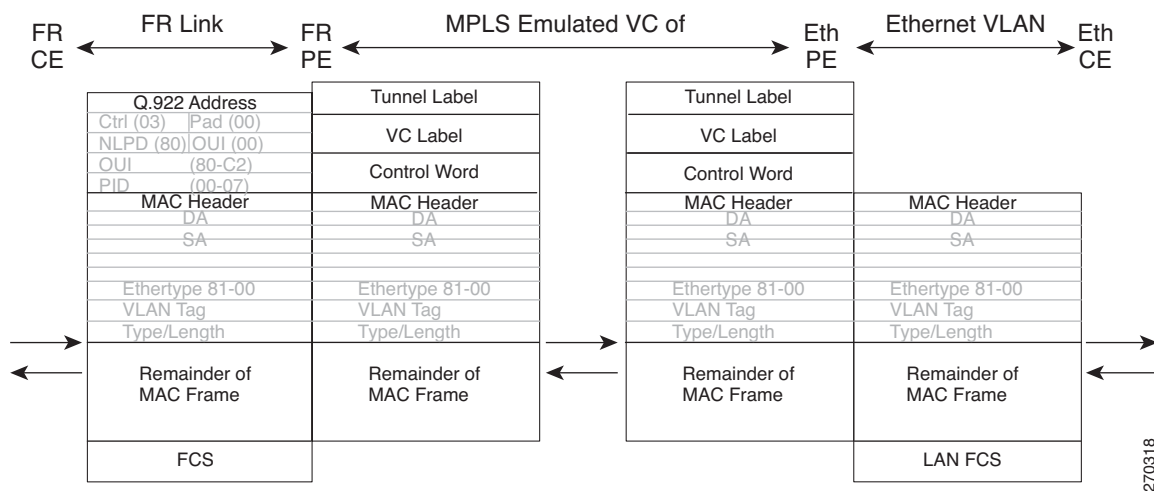 FR CE
FR Link
FR PE
MPLS Emulated VC of
Eth PE
Ethernet VLAN
Eth CE
Q.922 Address
Ctrl (03) Pad (00)
NLPD (80) OUI (00)
OUI (80-C2)
PID (00-07)
MAC Header
DA
SA
Ethertype 81-00
VLAN Tag
Type/Length
Remainder of
MAC Frame
FCS
Tunnel Label
VC Label
Control Word
MAC Header
DA
SA
Ethertype 81-00
VLAN Tag
Type/Length
Remainder of
MAC Frame
Tunnel Label
VC Label
Control Word
MAC Header
DA
SA
Ethertype 81-00
VLAN Tag
Type/Length
Remainder of
MAC Frame
MAC Header
DA
SA
Ethertype 81-00
VLAN Tag
Type/Length
Remainder of
MAC Frame
LAN FCS
270318